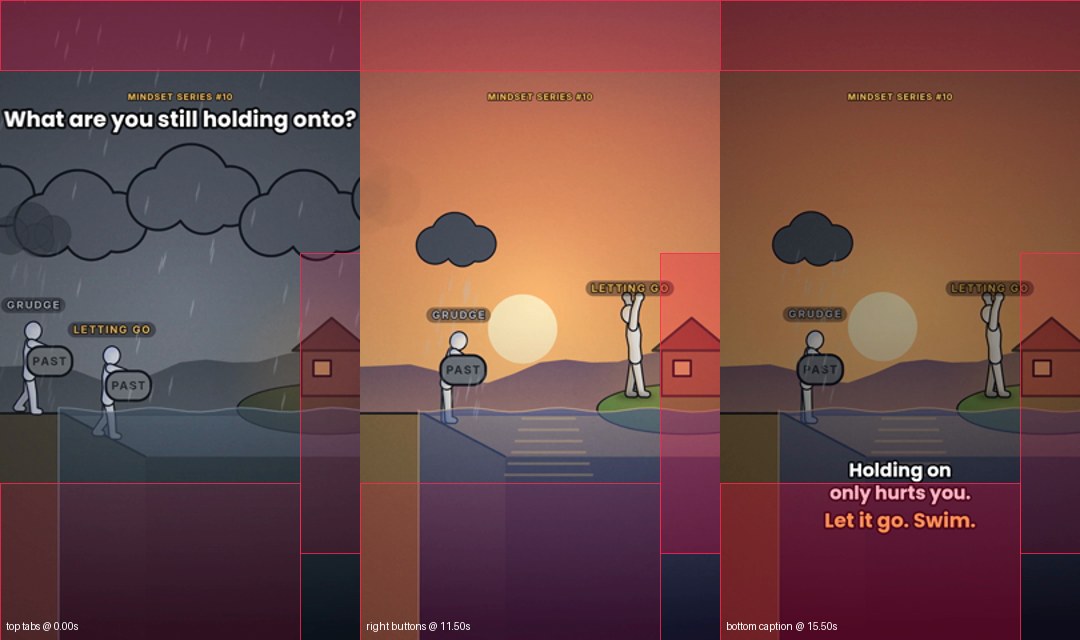 MINDSET SERIES #10
What are you still holding onto?
GRUDGE
LETTING GO
PAST
PAST
top tabs @ 0.00s
MINDSET SERIES #10
LETTING GO
GRUDGE
PAST
right buttons @ 11.50s
MINDSET SERIES #10
LETTING GO
GRUDGE
PAST
Holding on
only hurts you.
Let it go. Swim.
bottom caption @ 15.50s